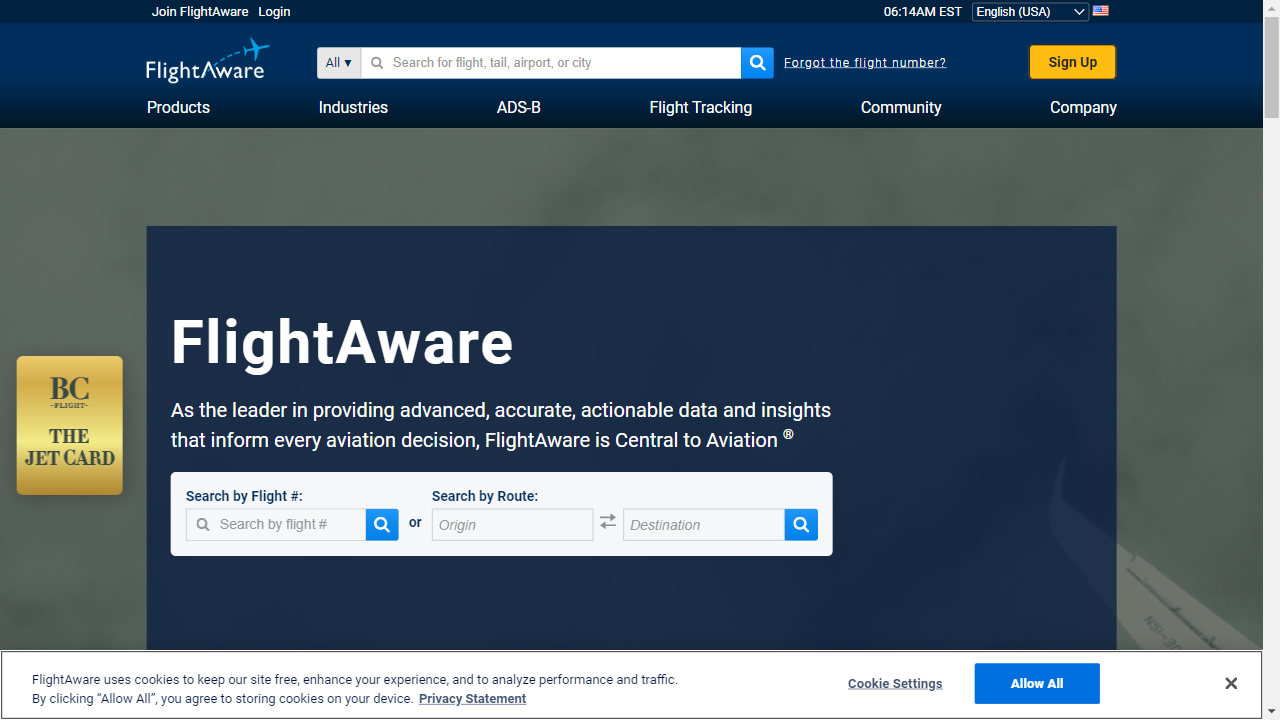 Join FlightAware Login
06:14AM EST English (USA)
FlightAware
All ▾ Search for flight, tail, airport, or city Forgot the flight number? Sign Up
Products Industries ADS-B Flight Tracking Community Company
FlightAware
As the leader in providing advanced, accurate, actionable data and insights
that inform every aviation decision, FlightAware is Central to Aviation ®
BC
-FLIGHT-
THE
JET CARD
Search by Flight #: Search by Route:
Search by flight # or Origin Destination
FlightAware uses cookies to keep our site free, enhance your experience, and to analyze performance and traffic.
By clicking “Allow All”, you agree to storing cookies on your device. Privacy Statement
Cookie Settings Allow All